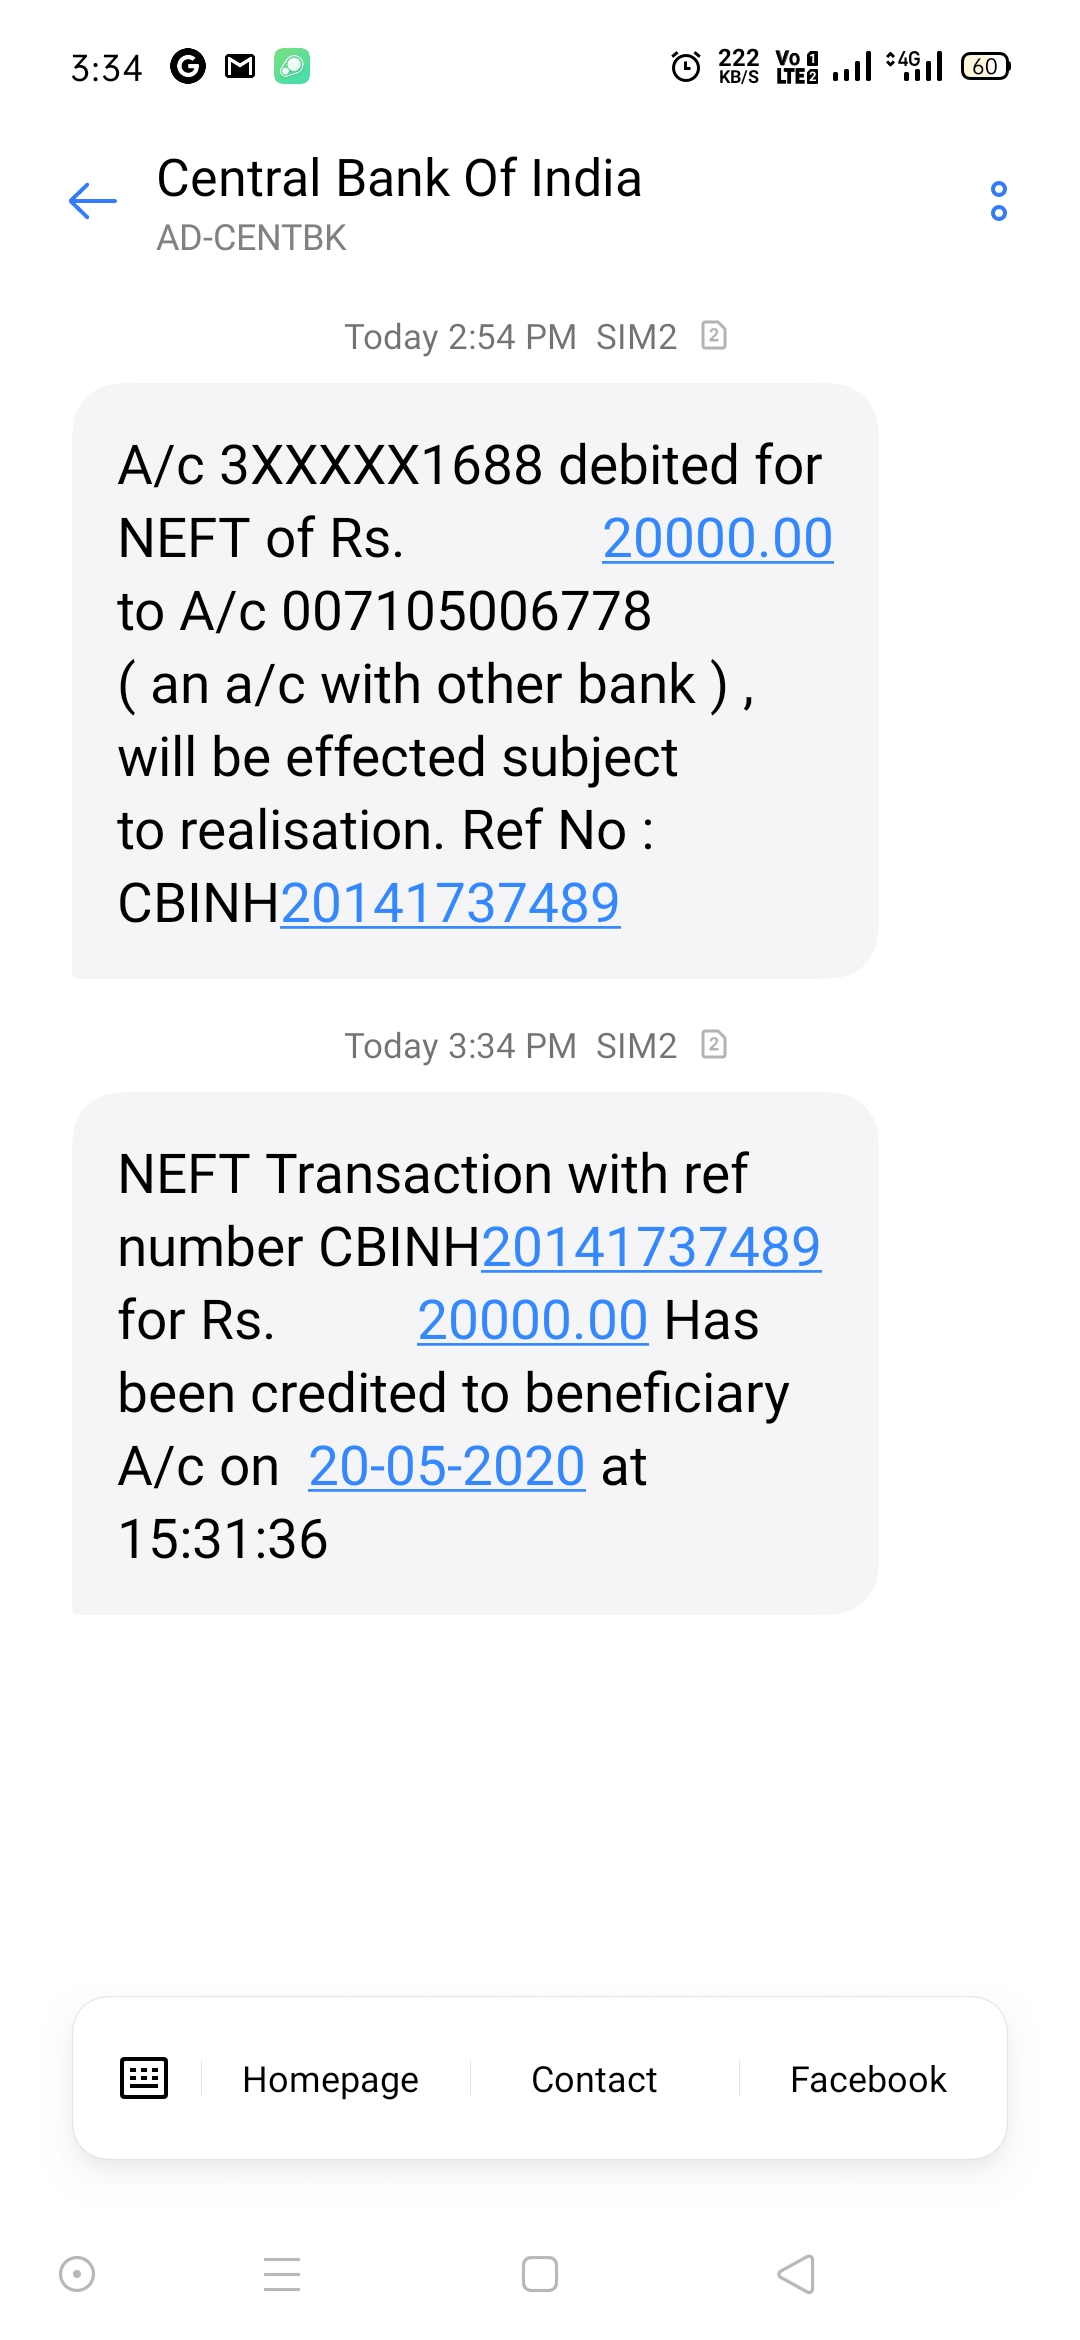 3:34 222 KB/S Vo LTE 1 2 4G 60
Central Bank Of India
AD-CENTBK
Today 2:54 PM SIM2 2
A/c 3XXXXX1688 debited for
NEFT of Rs. 20000.00
to A/c 007105006778
( an a/c with other bank ) ,
will be effected subject
to realisation. Ref No :
CBINH20141737489
Today 3:34 PM SIM2 2
NEFT Transaction with ref
number CBINH20141737489
for Rs. 20000.00 Has
been credited to beneficiary
A/c on 20-05-2020 at
15:31:36
Homepage Contact Facebook